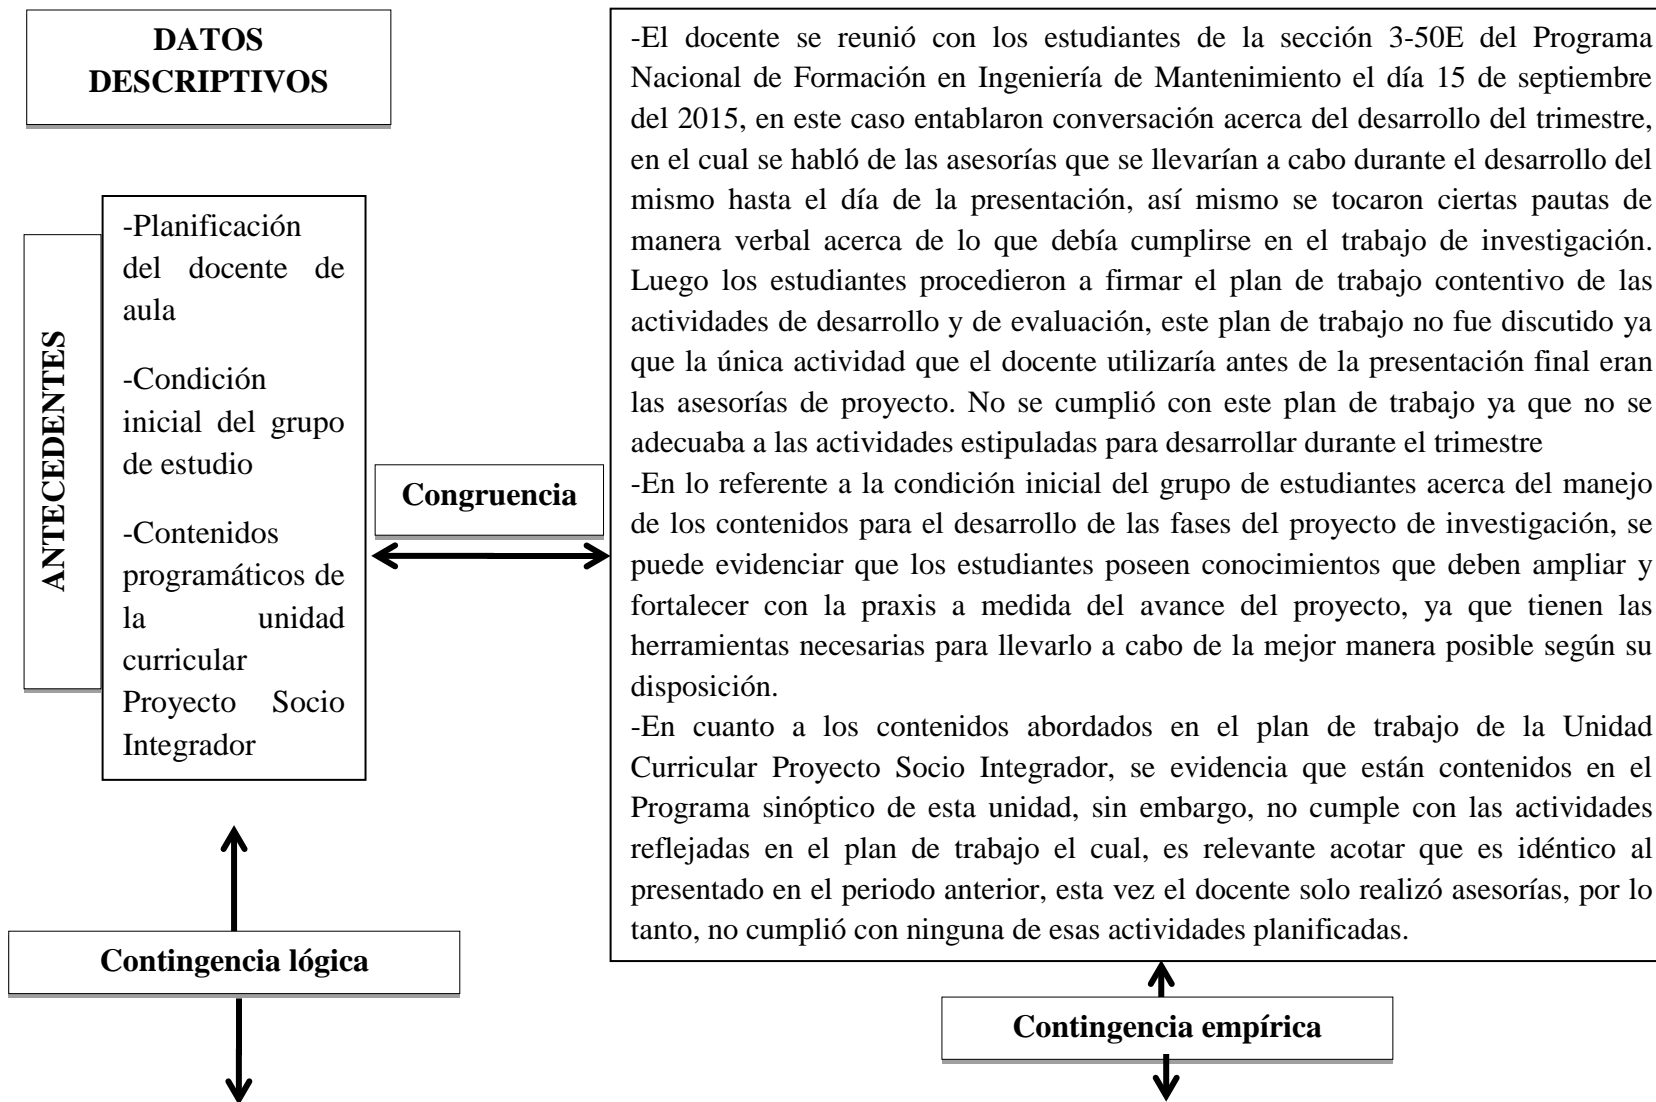 DATOS
DESCRIPTIVOS
ANTECEDENTES
-Planificación
del docente de
aula
-Condición
inicial del grupo
de estudio
-Contenidos
programáticos de
la unidad
curricular
Proyecto Socio
Integrador
Congruencia
-El docente se reunió con los estudiantes de la sección 3-50E del Programa
Nacional de Formación en Ingeniería de Mantenimiento el día 15 de septiembre
del 2015, en este caso entablaron conversación acerca del desarrollo del trimestre,
en el cual se habló de las asesorías que se llevarían a cabo durante el desarrollo del
mismo hasta el día de la presentación, así mismo se tocaron ciertas pautas de
manera verbal acerca de lo que debía cumplirse en el trabajo de investigación.
Luego los estudiantes procedieron a firmar el plan de trabajo contentivo de las
actividades de desarrollo y de evaluación, este plan de trabajo no fue discutido ya
que la única actividad que el docente utilizaría antes de la presentación final eran
las asesorías de proyecto. No se cumplió con este plan de trabajo ya que no se
adecuaba a las actividades estipuladas para desarrollar durante el trimestre
-En lo referente a la condición inicial del grupo de estudiantes acerca del manejo
de los contenidos para el desarrollo de las fases del proyecto de investigación, se
puede evidenciar que los estudiantes poseen conocimientos que deben ampliar y
fortalecer con la praxis a medida del avance del proyecto, ya que tienen las
herramientas necesarias para llevarlo a cabo de la mejor manera posible según su
disposición.
-En cuanto a los contenidos abordados en el plan de trabajo de la Unidad
Curricular Proyecto Socio Integrador, se evidencia que están contenidos en el
Programa sinóptico de esta unidad, sin embargo, no cumple con las actividades
reflejadas en el plan de trabajo el cual, es relevante acotar que es idéntico al
presentado en el periodo anterior, esta vez el docente solo realizó asesorías, por lo
tanto, no cumplió con ninguna de esas actividades planificadas.
Contingencia lógica
Contingencia empírica